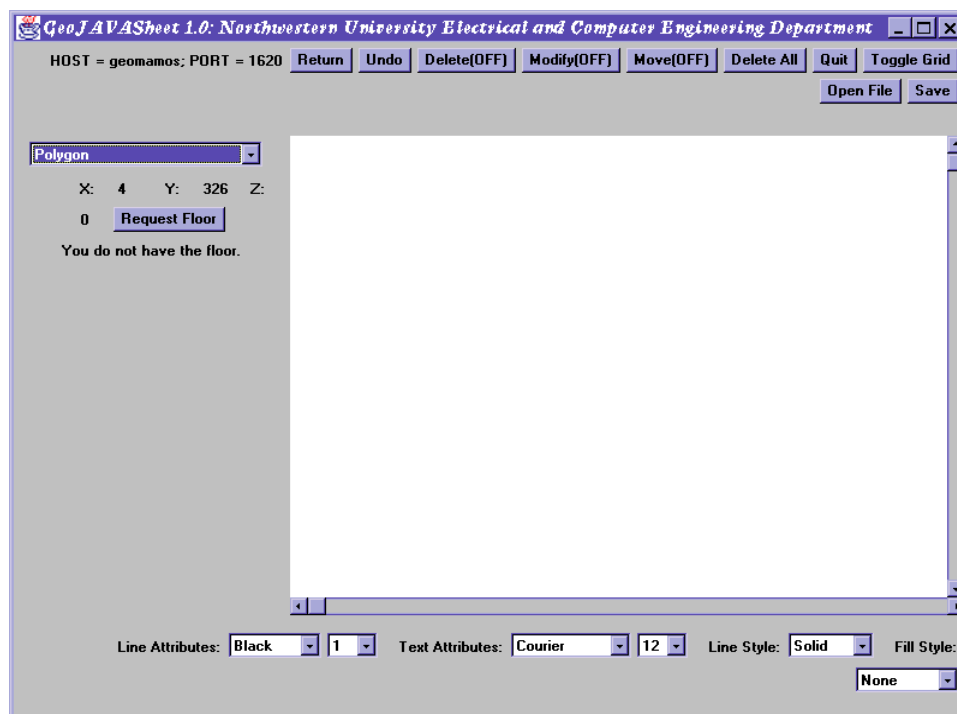 GeoJAVASheet 1.0: Northwestern University Electrical and Computer Engineering Department
HOST = geomamos; PORT = 1620 Return Undo Delete(OFF) Modify(OFF) Move(OFF) Delete All Quit Toggle Grid
Open File Save
Polygon
X: 4 Y: 326 Z:
0 Request Floor
You do not have the floor.
Line Attributes: Black 1 Text Attributes: Courier 12 Line Style: Solid Fill Style:
None